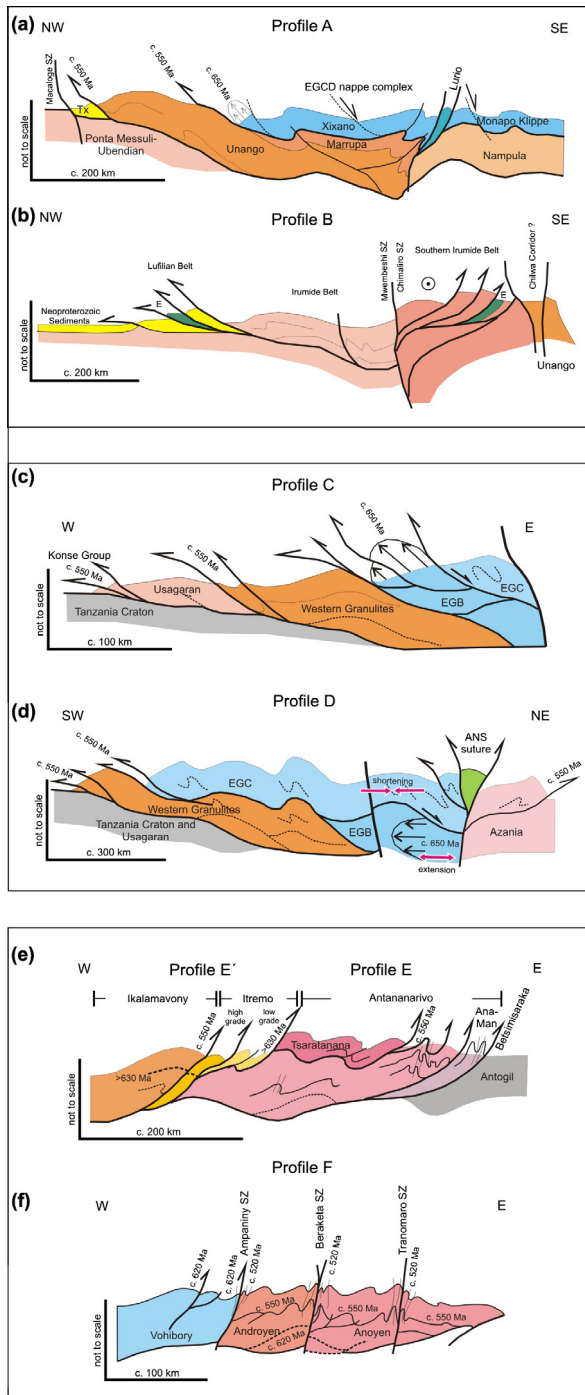 (a)
NW
Profile A
SE
Macaloge SZ
c. 550 Ma
c. 550 Ma
c. 650 Ma
EGCD nappe complex
Lurio
Tx
Xixano
Monapo Klippe
Ponta Messuli-
Ubendian
Unango
Marrupa
Nampula
not to scale
c. 200 km
(b)
NW
Profile B
SE
Mwembeshi SZ
Chimaliro SZ
Southern Irumide Belt
Chilwa Corridor ?
Lufilian Belt
E
E
Irumide Belt
Neoproterozoic
Sediments
not to scale
c. 200 km
Unango
(c)
Profile C
W
E
c. 650 Ma
Konse Group
c. 550 Ma
c. 550 Ma
Usagaran
EGC
Tanzania Craton
Western Granulites
EGB
not to scale
c. 100 km
(d)
Profile D
SW
NE
ANS
suture
c. 550 Ma
c. 550 Ma
c. 550 Ma
shortening
EGC
Western Granulites
Tanzania Craton and
Usagaran
EGB
c. 650 Ma
Azania
not to scale
c. 300 km
extension
(e)
W
Profile E´
Profile E
E
Ikalamavony
Itremo
Antananarivo
Ana-
Man
Betsimisaraka
high
grade
low
grade
c. 550 Ma
>630 Ma
c. 550 Ma
Tsaratanana
>630 Ma
Antogil
not to scale
c. 200 km
Profile F
(f)
W
E
Ampaniny SZ
Beraketa SZ
Tranomaro SZ
c. 620 Ma
c. 620 Ma
c. 520 Ma
c. 520 Ma
c. 520 Ma
c. 550 Ma
c. 550 Ma
c. 550 Ma
Vohibory
Androyen
Anoyen
c. 620 Ma
not to scale
c. 100 km